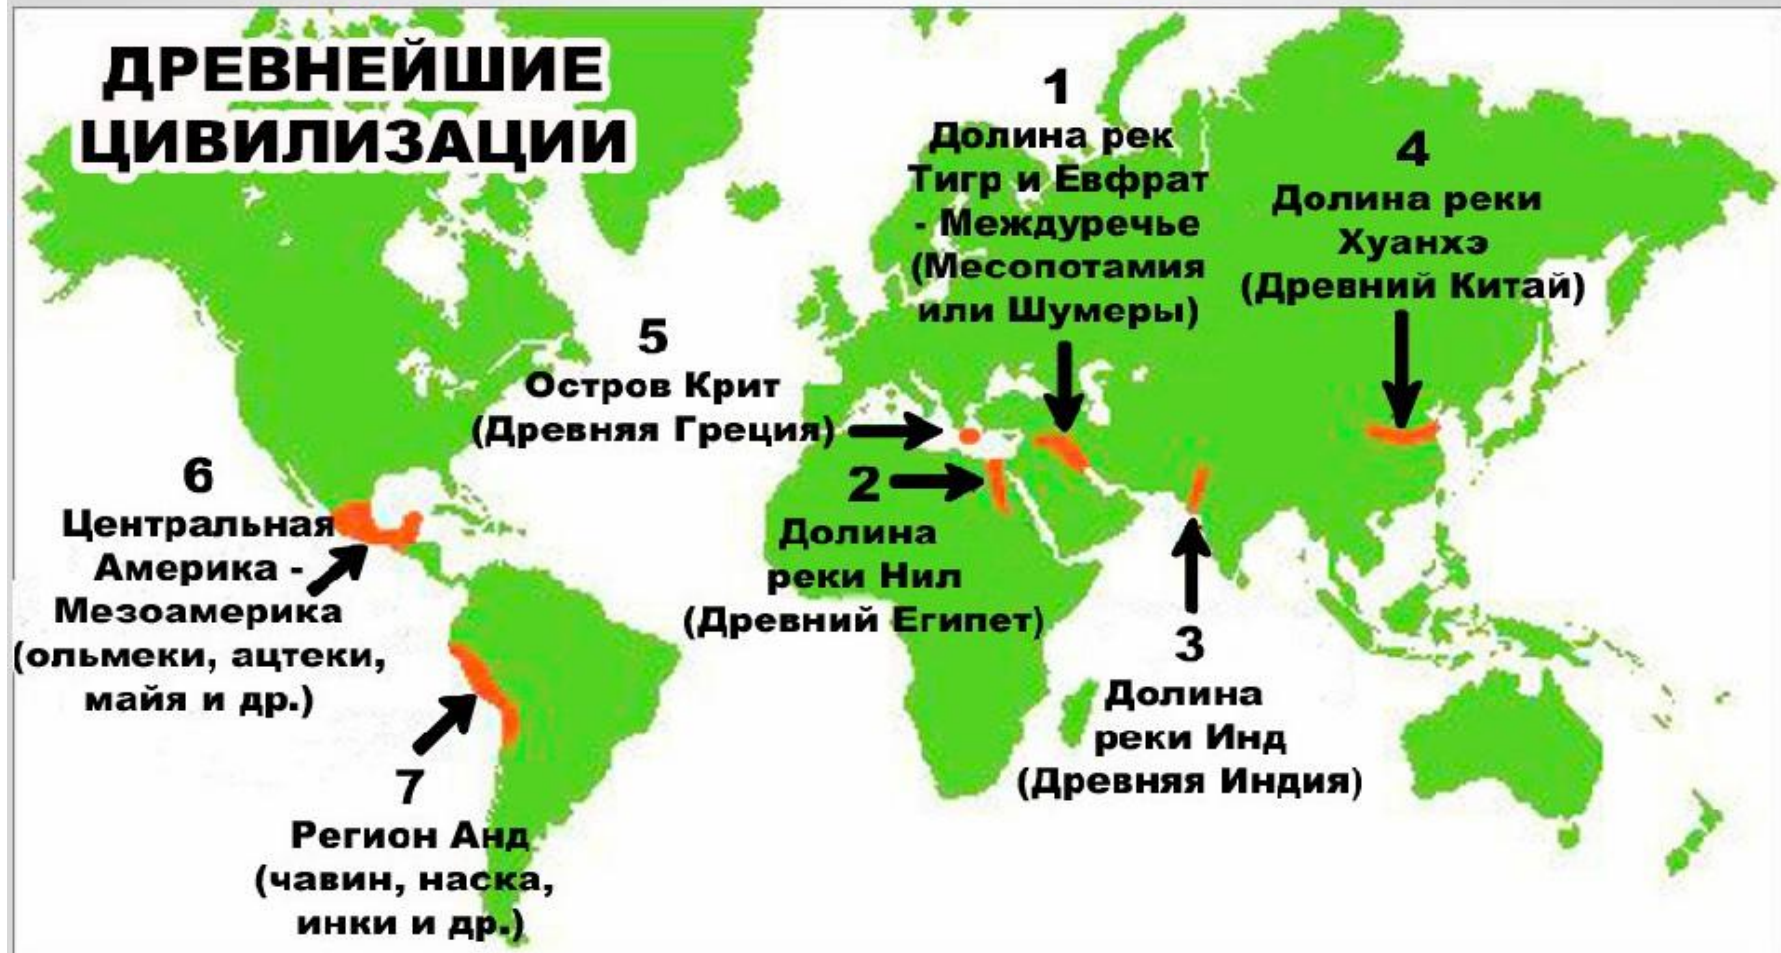 ДРЕВНЕЙШИЕ
ЦИВИЛИЗАЦИИ
1
Долина рек
Тигр и Евфрат
- Междуречье
(Месопотамия
или Шумеры)
4
Долина реки
Хуанхэ
(Древний Китай)
5
Остров Крит
(Древняя Греция)
2
Долина
реки Нил
(Древний Египет)
6
Центральная
Америка -
Мезоамерика
(ольмеки, ацтеки,
майя и др.)
3
Долина
реки Инд
(Древняя Индия)
7
Регион Анд
(чавин, наска,
инки и др.)